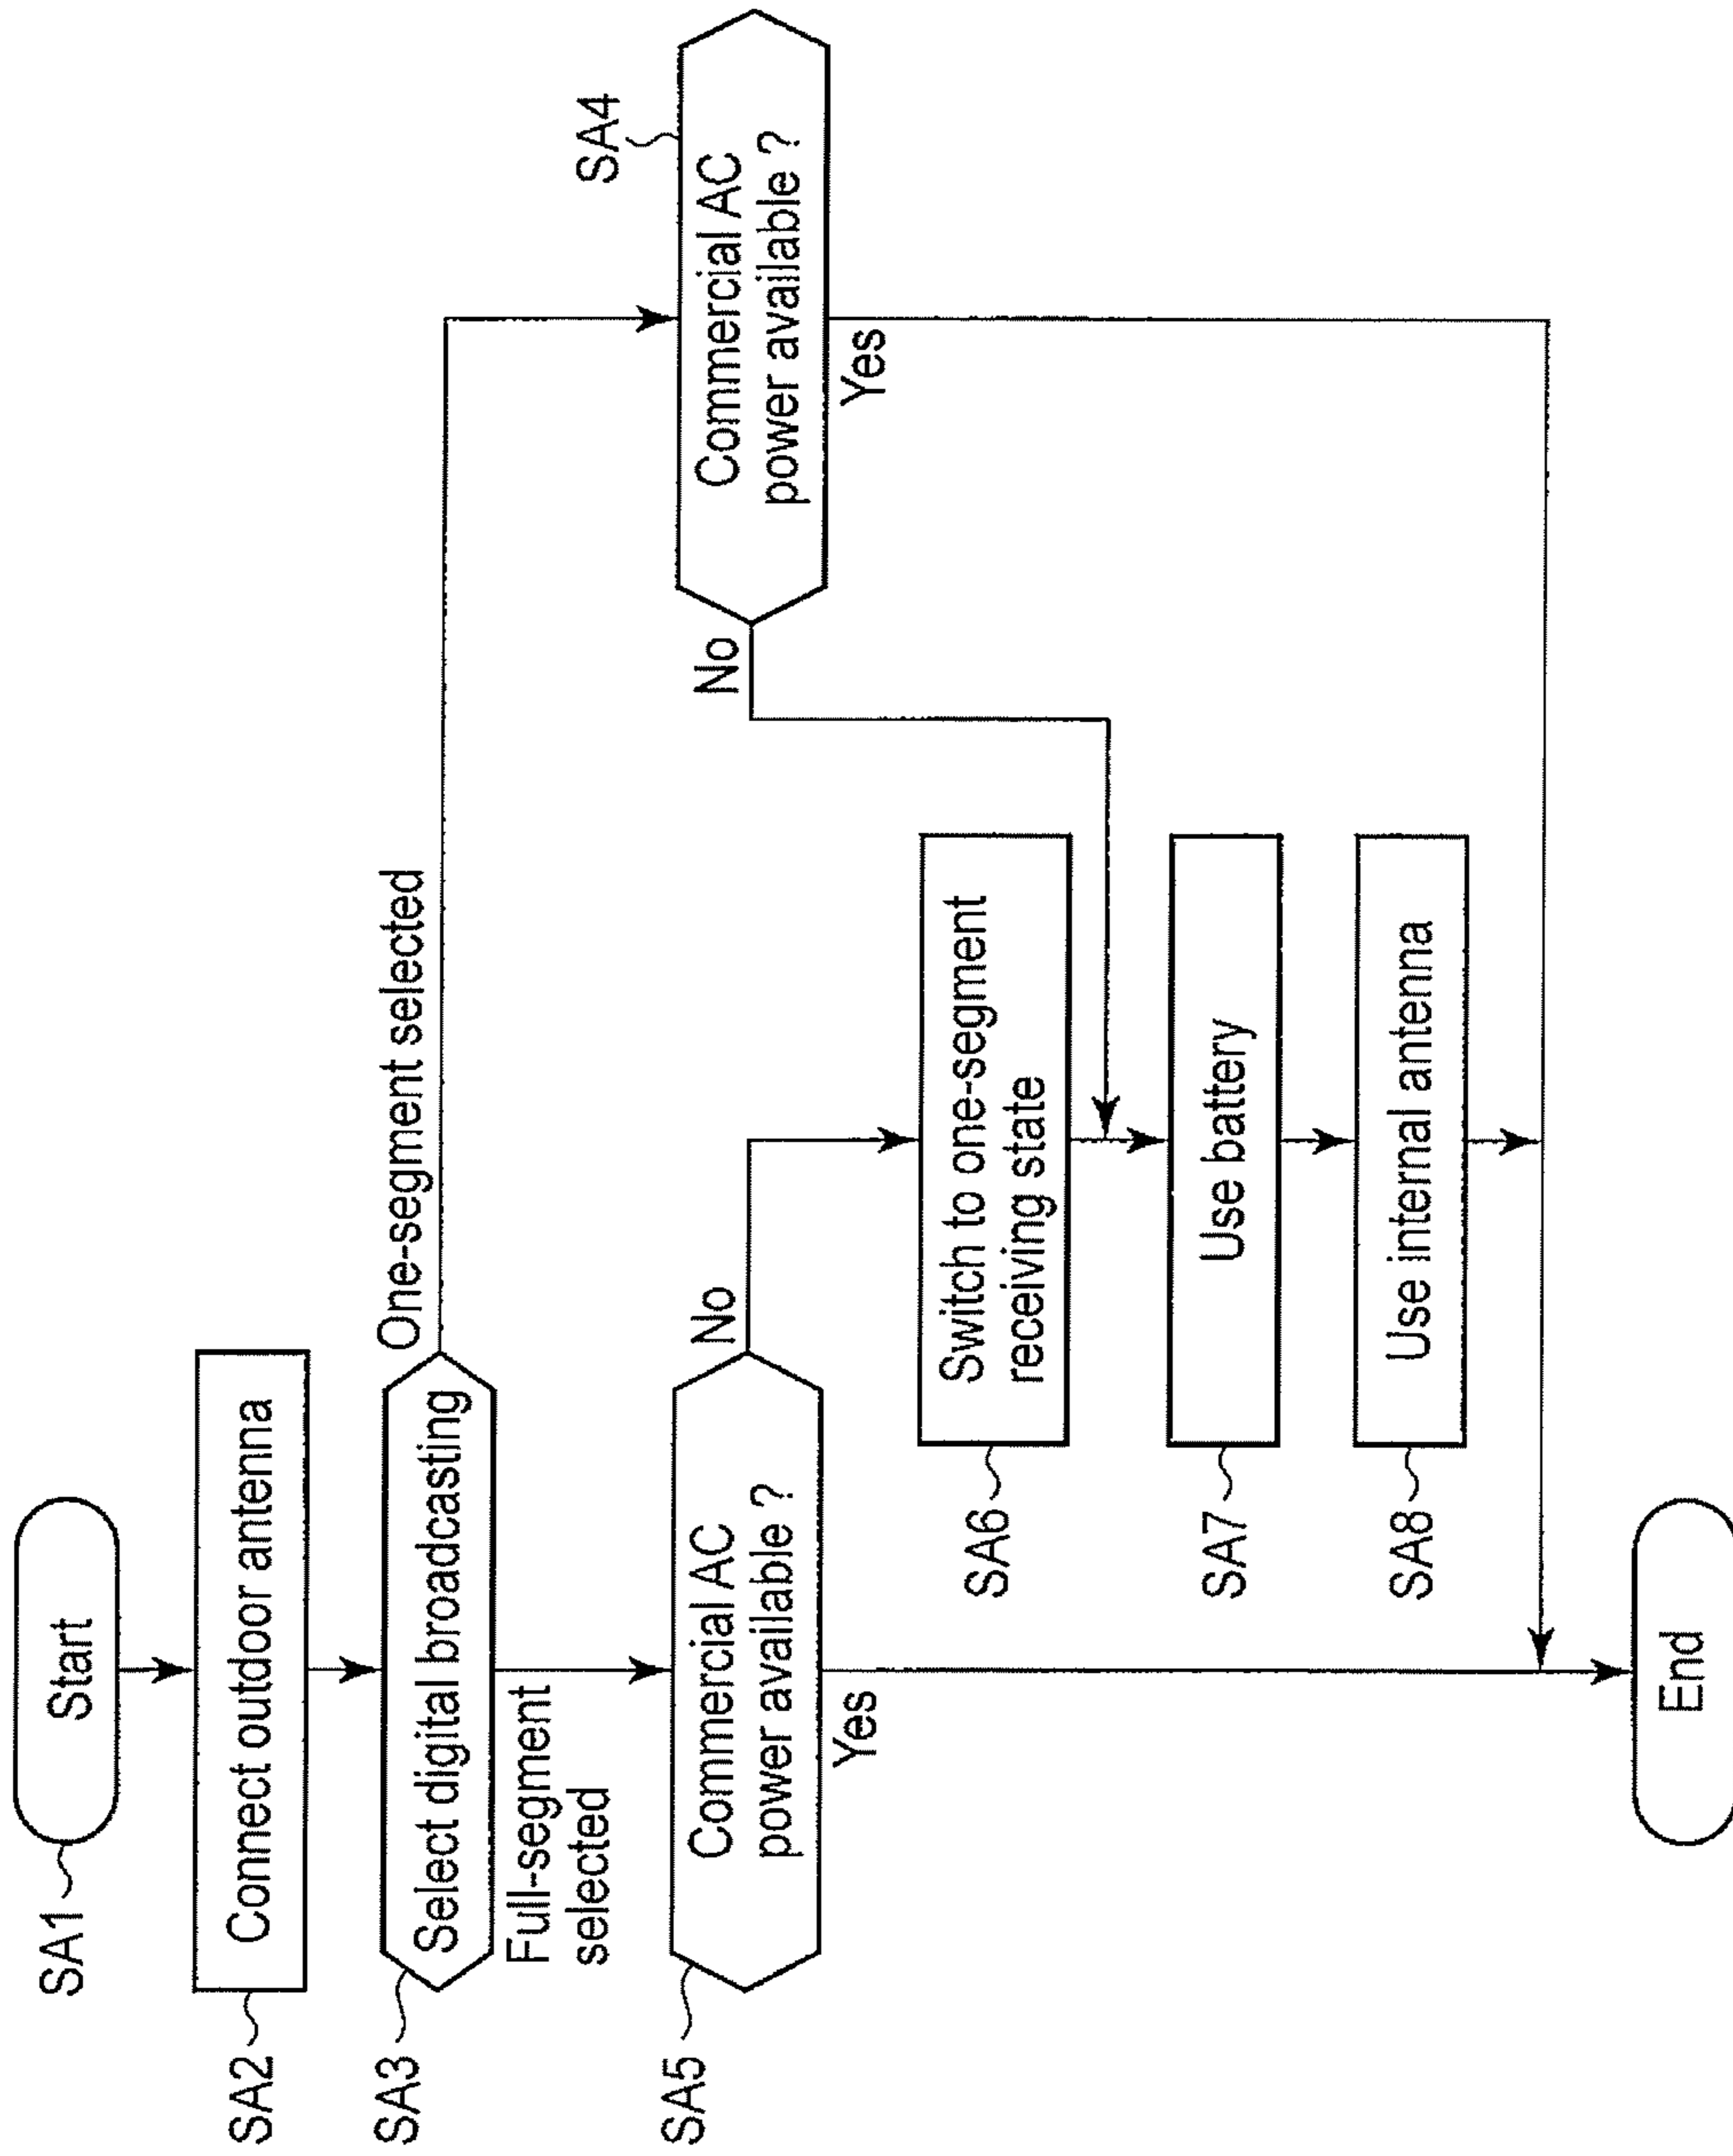 SA1
Start
SA2
Connect outdoor antenna
SA3
Select digital broadcasting
One-segment selected
Full-segment
selected
SA4
Commercial AC
power available ?
No
Yes
SA5
Commercial AC
power available ?
No
Yes
SA6
Switch to one-segment
receiving state
SA7
Use battery
SA8
Use internal antenna
End